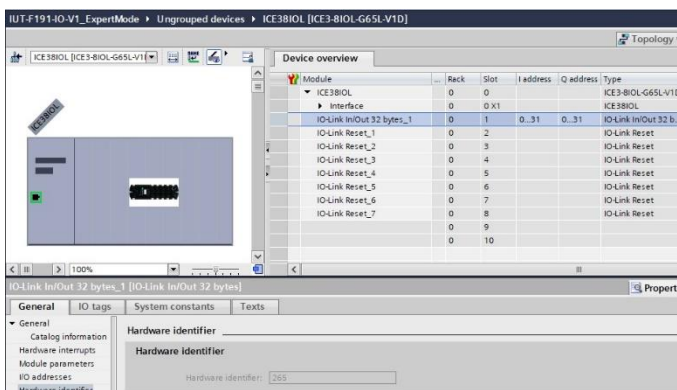 IUT-F191-IO-V1_ExpertMode ▸ Ungrouped devices ▸ ICE38IOL [ICE3-8IOL-G65L-V1D]
Topology
ICE38IOL [ICE3-8IOL-G65L-V1
Device overview
Module ... Rack Slot I address Q address Type
ICE38IOL 0 0 ICE3-8IOL-G65L-V1
Interface 0 0 X1 ICE38IOL
IO-Link In/Out 32 bytes_1 0 1 0...31 0...31 IO-Link In/Out 32 b..
IO-Link Reset_1 0 2 IO-Link Reset
IO-Link Reset_2 0 3 IO-Link Reset
IO-Link Reset_3 0 4 IO-Link Reset
IO-Link Reset_4 0 5 IO-Link Reset
IO-Link Reset_5 0 6 IO-Link Reset
IO-Link Reset_6 0 7 IO-Link Reset
IO-Link Reset_7 0 8 IO-Link Reset
0 9
0 10
ICE38IOL
100%
IO-Link In/Out 32 bytes_1 [IO-Link In/Out 32 bytes]
Propert
General IO tags System constants Texts
General
Catalog information
Hardware interrupts
Module parameters
I/O addresses
Hardware identifier
Hardware identifier
Hardware identifier
Hardware identifier: 265